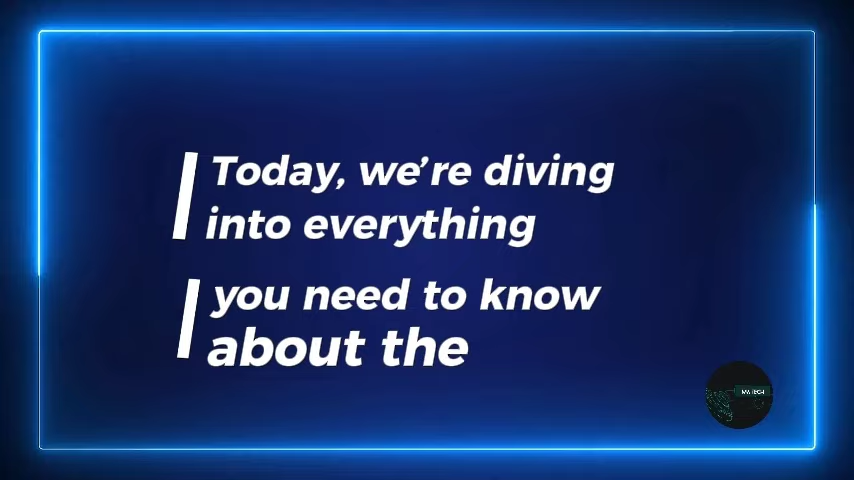 Today, we're diving
into everything
you need to know
about the